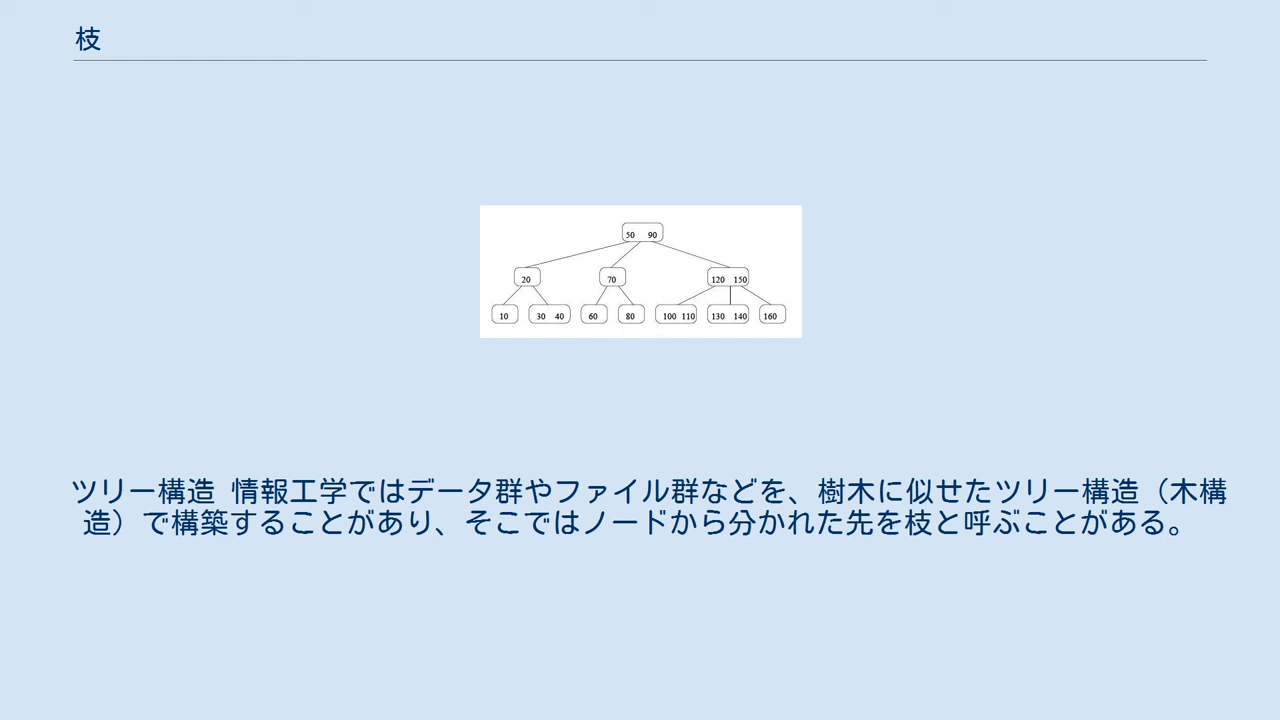 枝
50 90
20 70 120 150
10 30 40 60 80 100 110 130 140 160
ツリー構造 情報工学ではデータ群やファイル群などを、樹木に似せたツリー構造（木構
造）で構築することがあり、そこではノードから分かれた先を枝と呼ぶことがある。